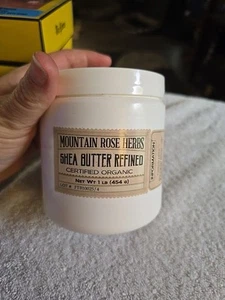 MOUNTAIN ROSE HERBS
SHEA BUTTER REFINED
CERTIFIED ORGANIC
Net Wt 1 LB (454 g)